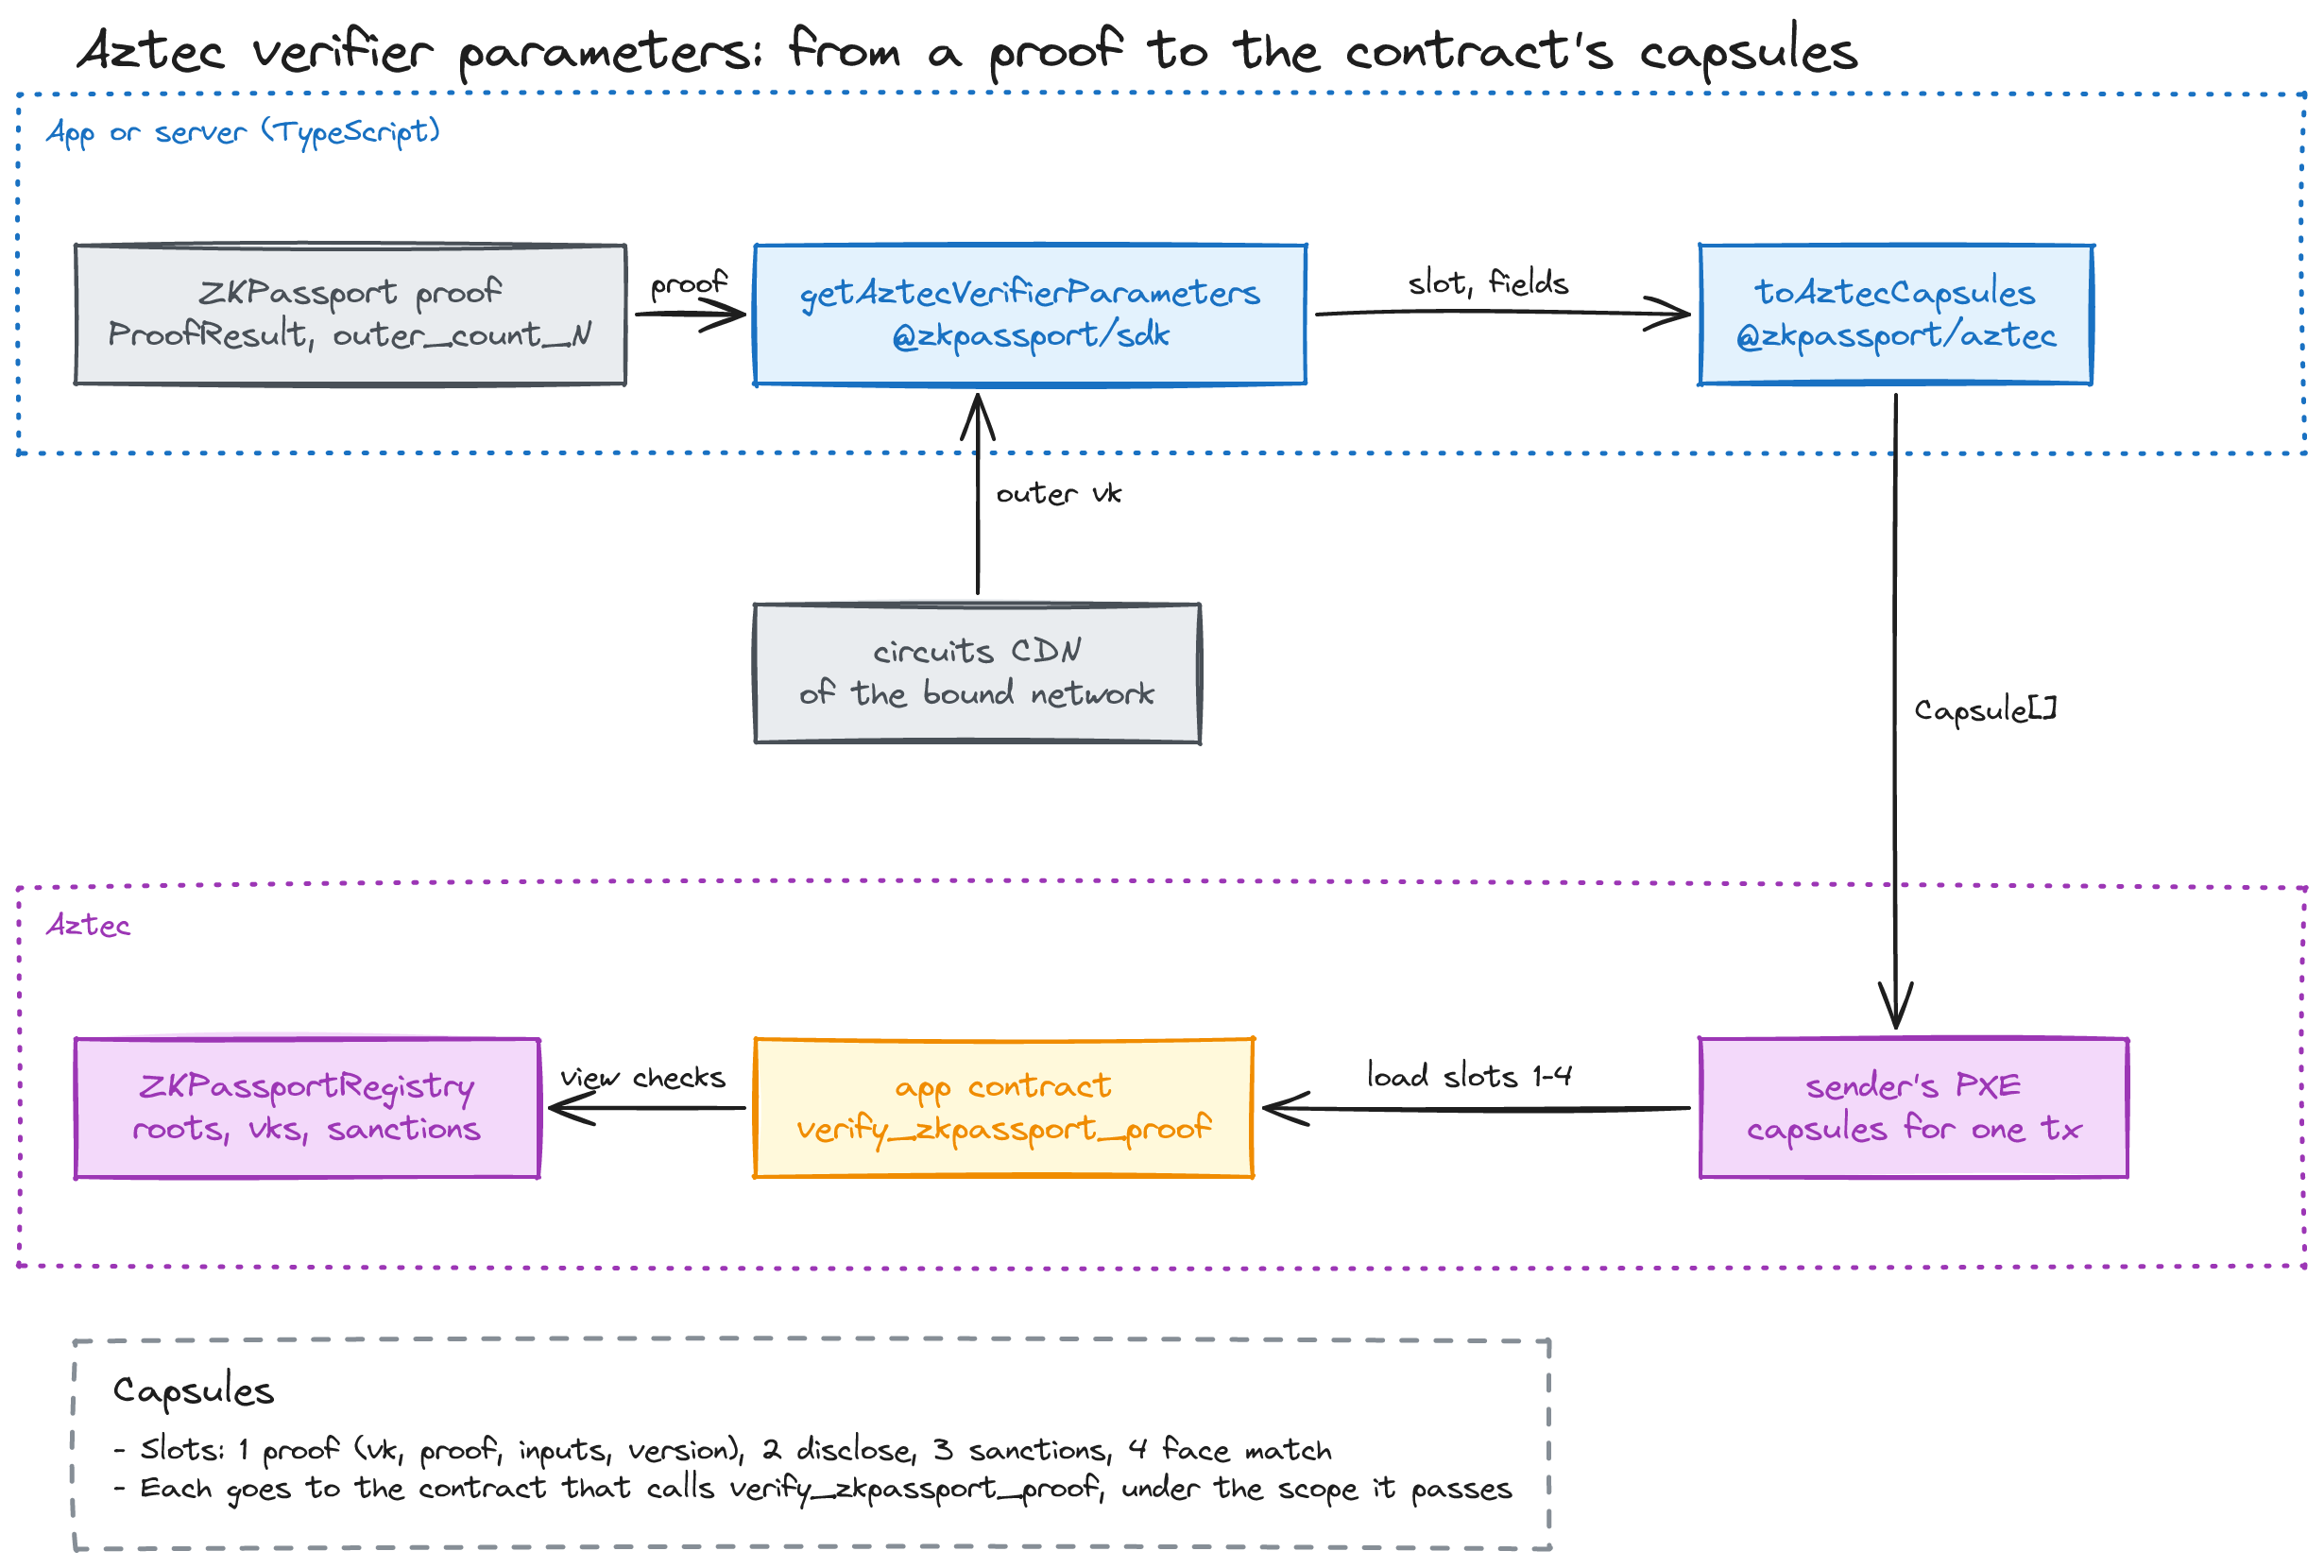 Aztec verifier parameters: from a proof to the contract's capsules
App or server (TypeScript)
ZKPassport proof
ProofResult, outer_count_N
proof
getAztecVerifierParameters
@zkpassport/sdk
slot, fields
toAztecCapsules
@zkpassport/aztec
outer vk
circuits CDN
of the bound network
Capsule[]
Aztec
ZKPassportRegistry
roots, vks, sanctions
view checks
app contract
verify_zkpassport_proof
load slots 1-4
sender's PXE
capsules for one tx
Capsules
- Slots: 1 proof (vk, proof, inputs, version), 2 disclose, 3 sanctions, 4 face match
- Each goes to the contract that calls verify_zkpassport_proof, under the scope it passes